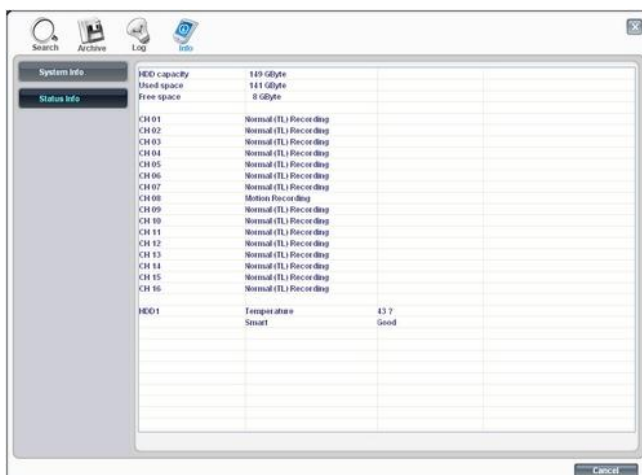 Search Archive Log Info
System Info
Status Info
HDD capacity 149 GByte
Used space 141 GByte
Free space 8 GByte
CH 01 Normal (TL) Recording
CH 02 Normal (TL) Recording
CH 03 Normal (TL) Recording
CH 04 Normal (TL) Recording
CH 05 Normal (TL) Recording
CH 06 Normal (TL) Recording
CH 07 Normal (TL) Recording
CH 08 Motion Recording
CH 09 Normal (TL) Recording
CH 10 Normal (TL) Recording
CH 11 Normal (TL) Recording
CH 12 Normal (TL) Recording
CH 13 Normal (TL) Recording
CH 14 Normal (TL) Recording
CH 15 Normal (TL) Recording
CH 16 Normal (TL) Recording
HDD1 Temperature 43 ?
Smart Good
Cancel